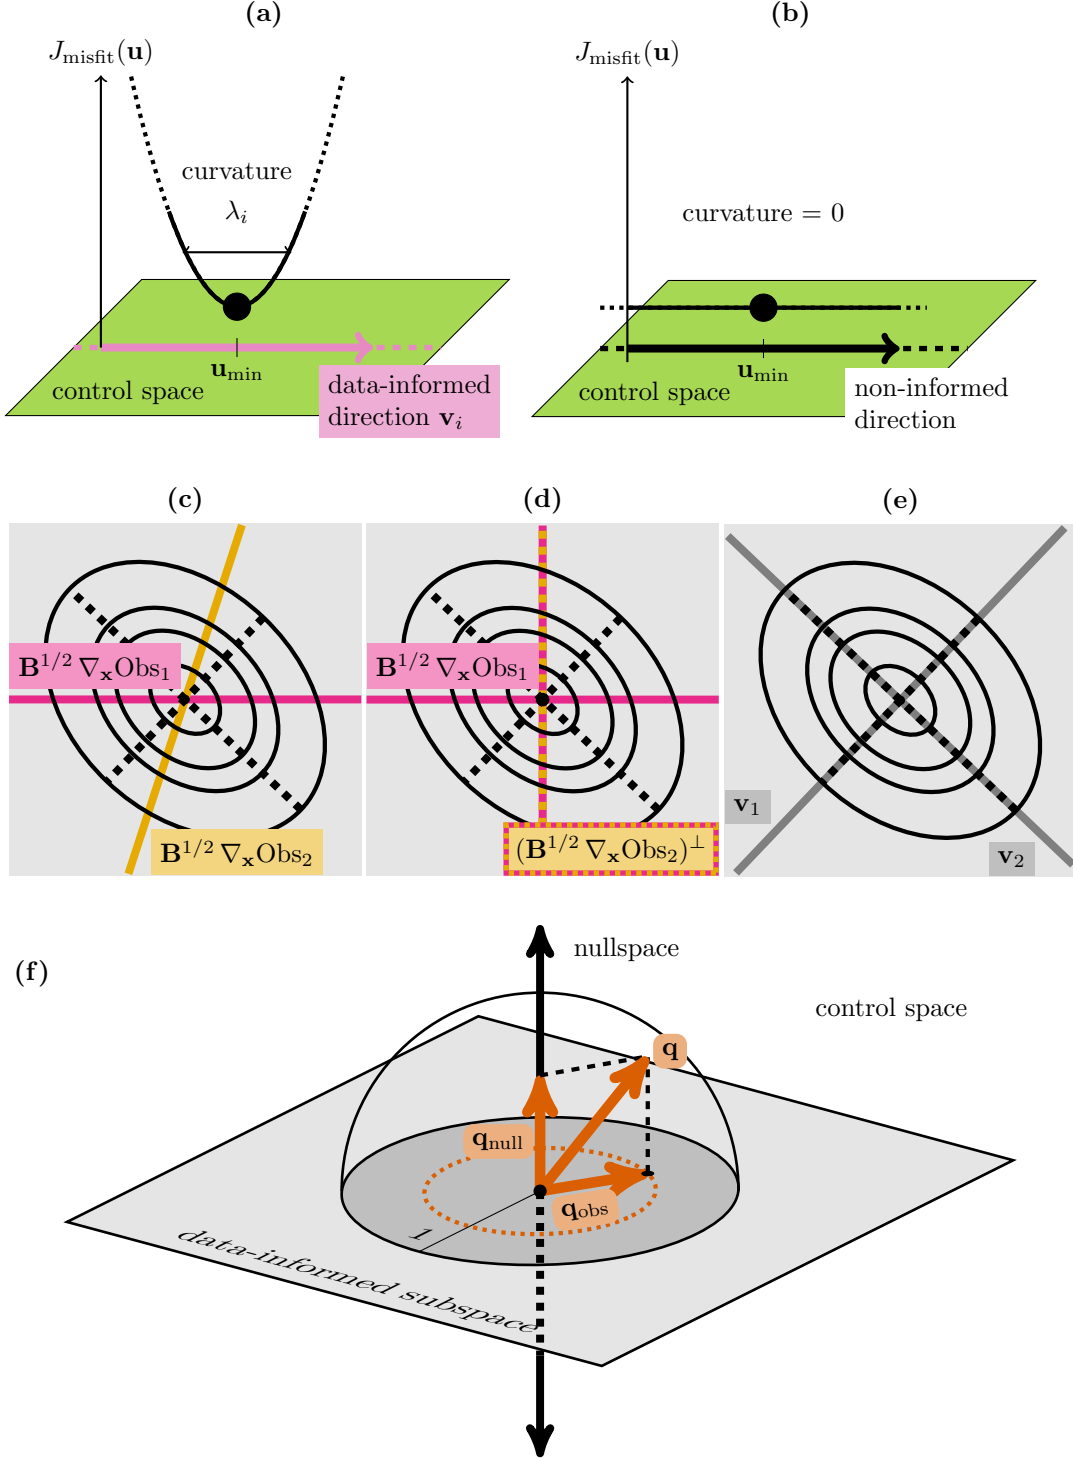 (a)
(b)
J_misfit(u)
J_misfit(u)
curvature
λ_i
curvature = 0
u_min
u_min
control space
data-informed
direction v_i
control space
non-informed
direction
(c)
(d)
(e)
B^{1/2} ∇_x Obs_1
B^{1/2} ∇_x Obs_1
v_1
B^{1/2} ∇_x Obs_2
(B^{1/2} ∇_x Obs_2)^⊥
v_2
(f)
nullspace
control space
q
q_null
q_obs
1
data-informed subspace